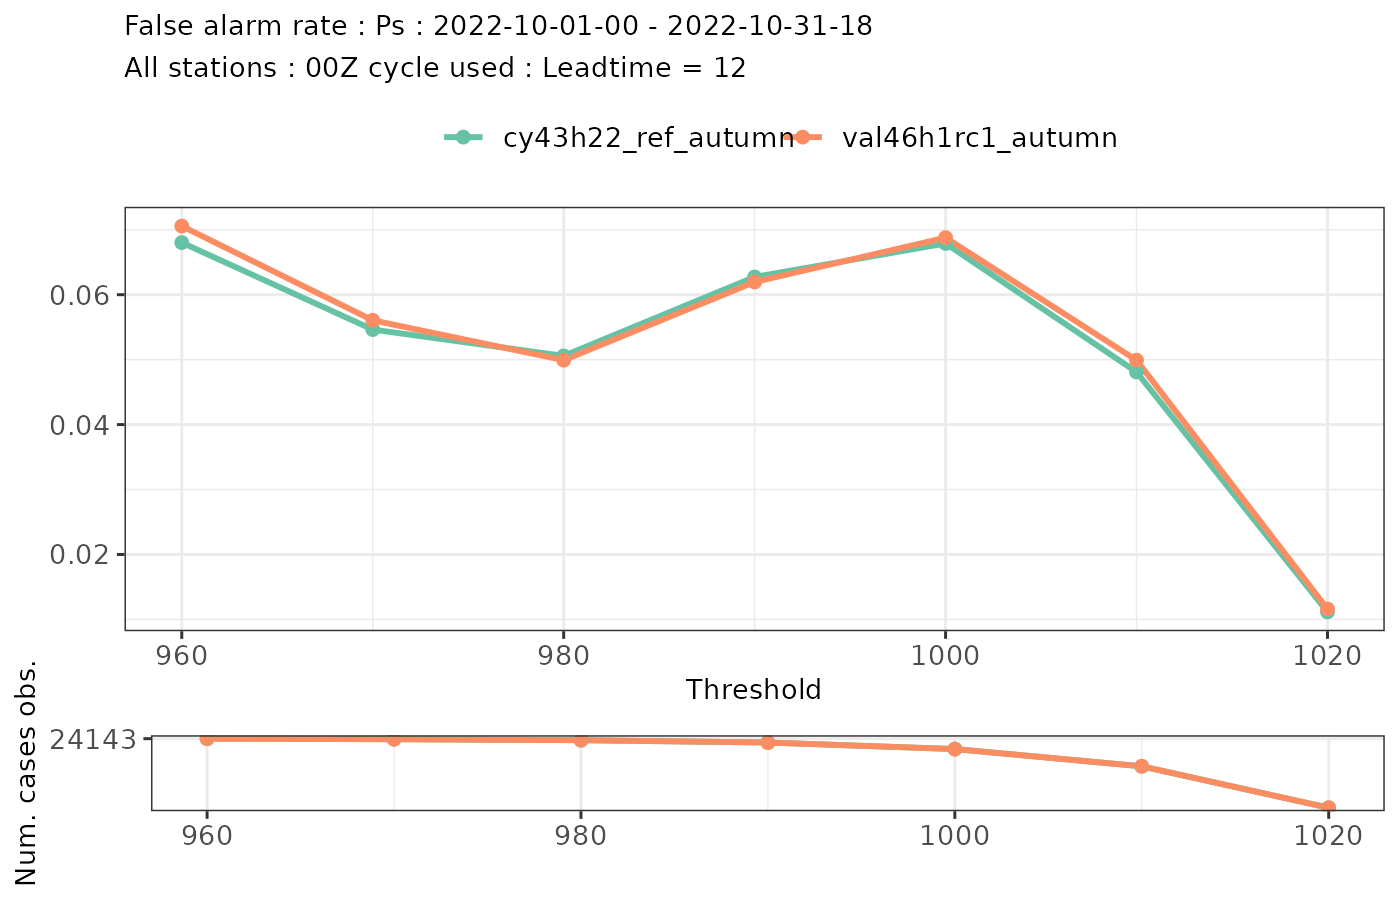 False alarm rate : Ps : 2022-10-01-00 - 2022-10-31-18
All stations : 00Z cycle used : Leadtime = 12
cy43h22_ref_autumn val46h1rc1_autumn
0.06
0.04
0.02
960 980 1000 1020
Threshold
Num. cases obs.
24143
960 980 1000 1020